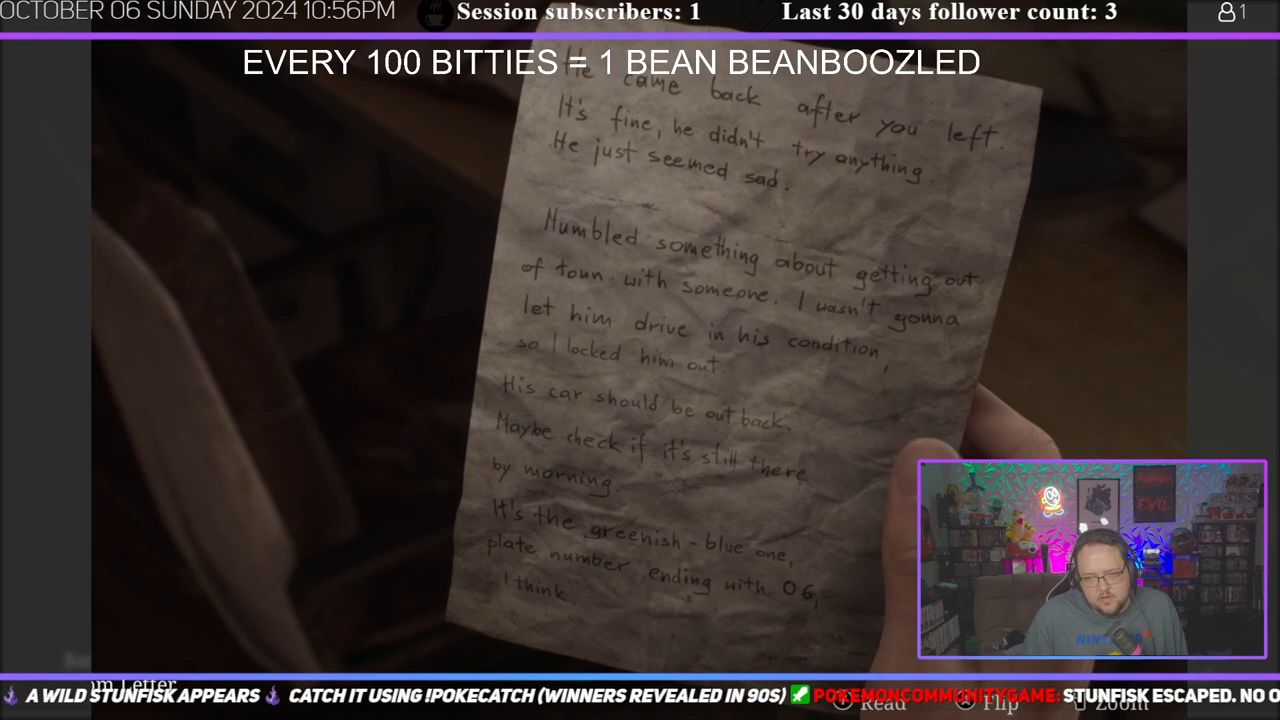 OCTOBER 06 SUNDAY 2024 10:56PM
Session subscribers: 1
Last 30 days follower count: 3
1
EVERY 100 BITTIES = 1 BEAN BEANBOOZLED
He came back after you left.
It's fine, he didn't try anything.
He just seemed sad.
Mumbled something about getting out
of town with someone. I wasn't gonna
let him drive in his condition,
so I locked him out.
His car should be out back.
Maybe check if it's still there
by morning.
It's the greenish-blue one,
plate number ending with 06,
I think.
EVIL
NINTENDO
Letter
Read
Flip
Zoom
A WILD STUNFISK APPEARS CATCH IT USING !POKECATCH (WINNERS REVEALED IN 90S) POKEMONCOMMUNITYGAME: STUNFISK ESCAPED. NO O